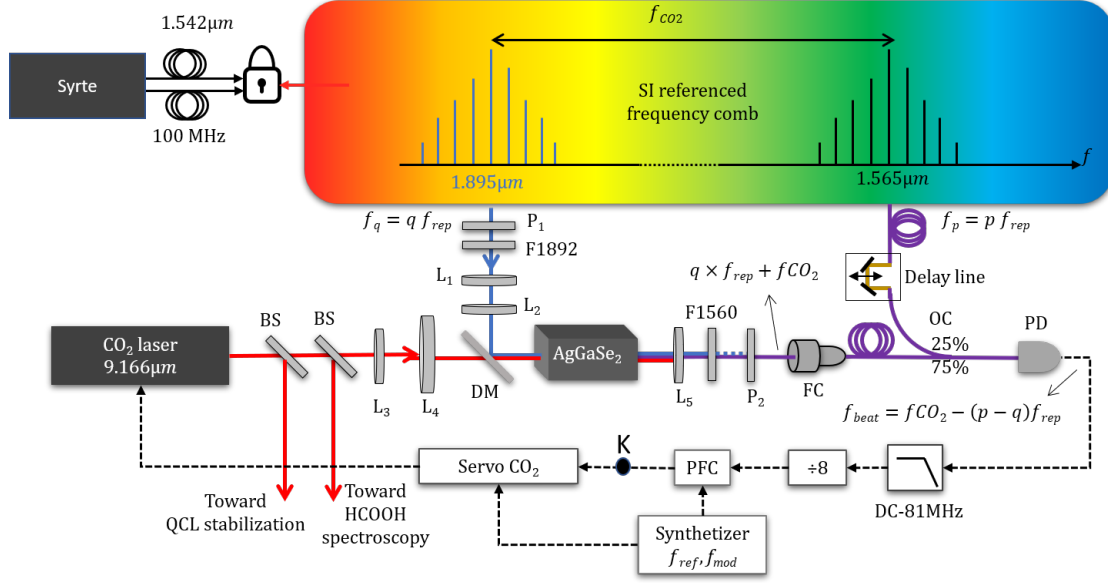 1.542μm
Syrte
100 MHz
f_CO2
SI referenced
frequency comb
f
1.895μm
1.565μm
f_q = q f_rep
P₁
F1892
L₁
L₂
f_p = p f_rep
Delay line
q × f_rep + fCO₂
F1560
OC
25%
75%
PD
BS
BS
CO₂ laser
9.166μm
AgGaSe₂
L₃
L₄
DM
L₅
P₂
FC
f_beat = fCO₂ − (p − q)f_rep
K
Servo CO₂
PFC
÷8
DC-81MHz
Toward
QCL stabilization
Toward
HCOOH
spectroscopy
Synthetizer
f_ref, f_mod